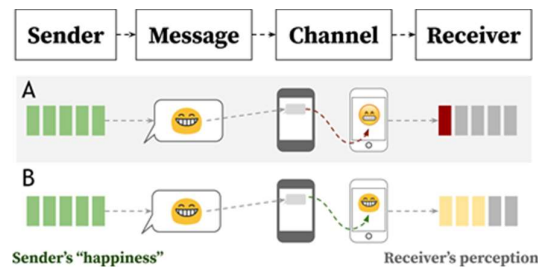 Sender Message Channel Receiver
A
B
Sender's "happiness" Receiver's perception